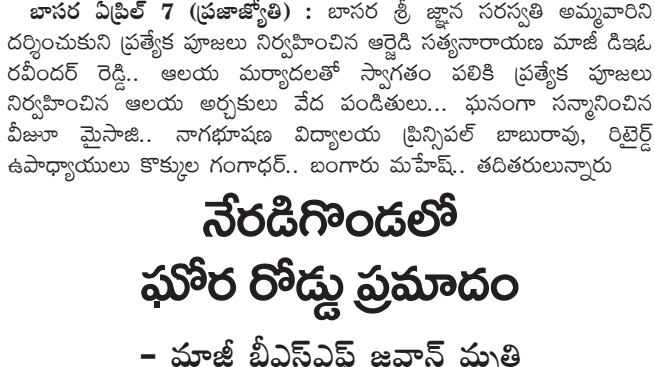 బాసర ఏప్రిల్ 7 (ప్రజాజ్యోతి) : బాసర శ్రీ జ్ఞాన సరస్వతి అమ్మవారిని
దర్శించుకుని ప్రత్యేక పూజలు నిర్వహించిన ఆర్జెడి సత్యనారాయణ మాజీ డిఇఓ
రవీందర్ రెడ్డి.. ఆలయ మర్యాదలతో స్వాగతం పలికి ప్రత్యేక పూజలు
నిర్వహించిన ఆలయ అర్చకులు వేద పండితులు... ఘనంగా సన్మానించిన
వీజూ మైసాజి.. నాగభూషణ విద్యాలయ ప్రిన్సిపల్ బాబురావు, రిటైర్డ్
ఉపాధ్యాయులు కొక్కుల గంగాధర్.. బంగారు మహేష్.. తదితరులున్నారు
నేరడిగొండలో
ఘోర రోడ్డు ప్రమాదం
- మాజీ బీఎస్ఎఫ్ జవాన్ మృతి